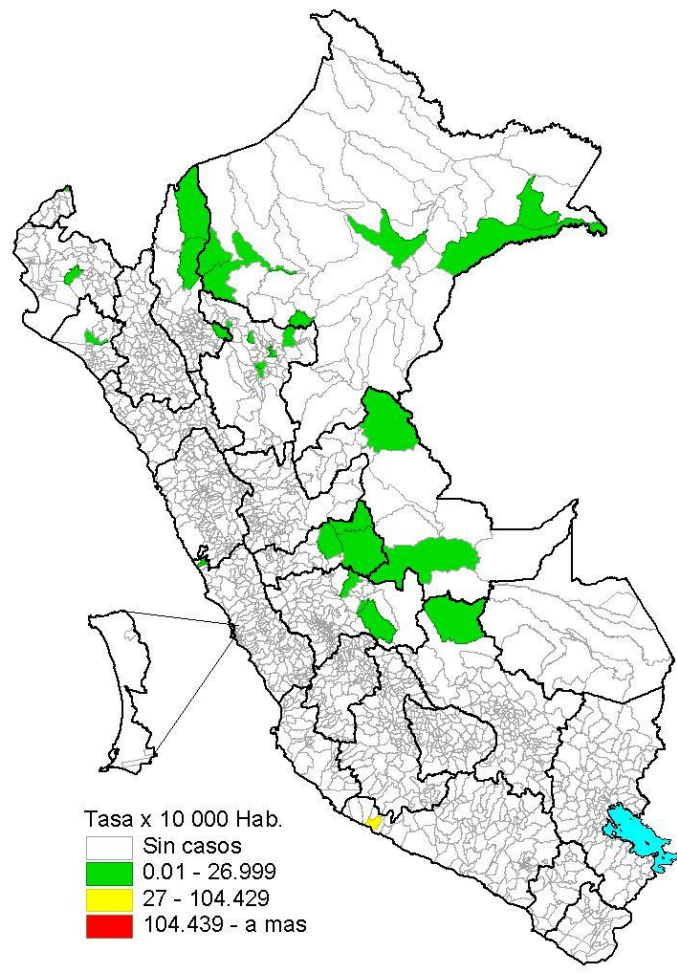 Tasa x 10 000 Hab.
Sin casos
0.01 - 26.999
27 - 104.429
104.439 - a mas